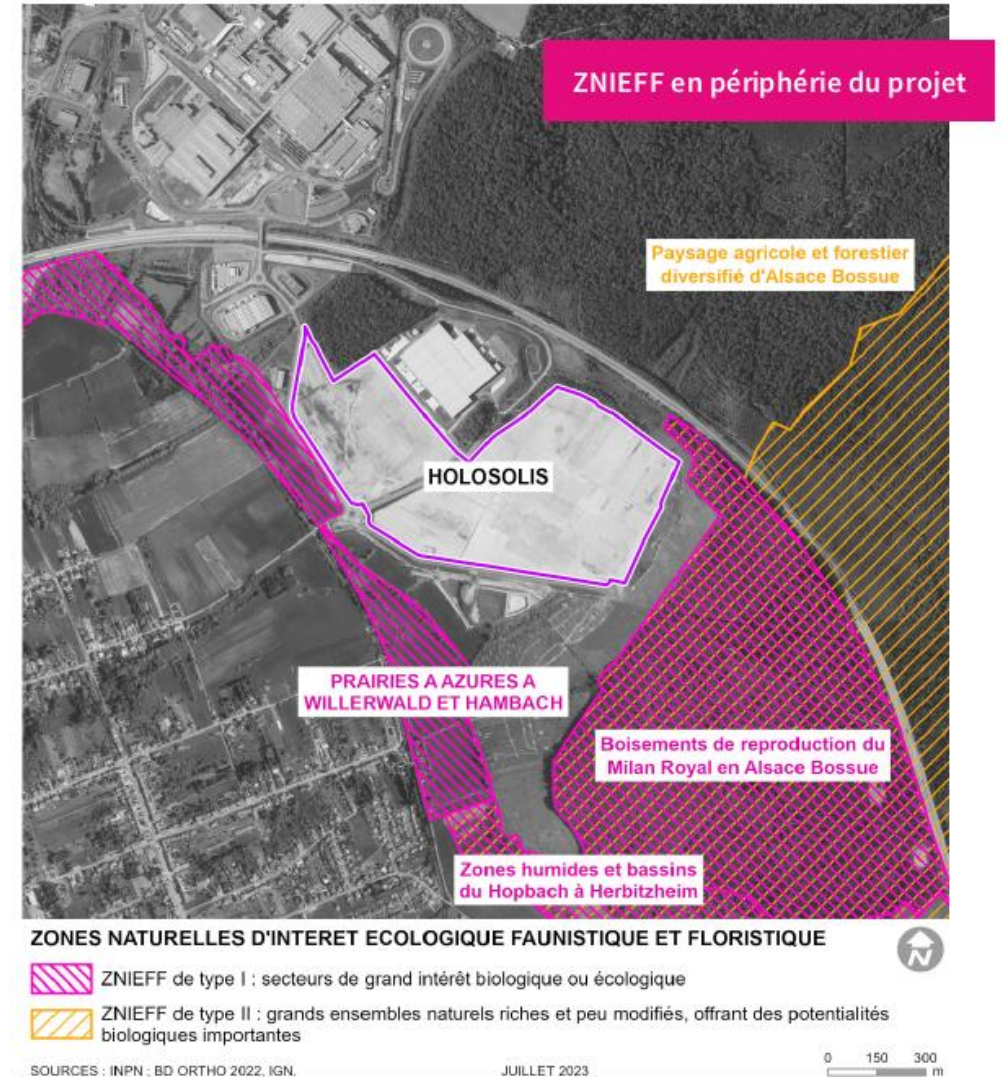 ZNIEFF en périphérie du projet
Paysage agricole et forestier
diversifié d'Alsace Bossue
HOLOSOLIS
PRAIRIES A AZURES A
WILLERWALD ET HAMBACH
Boisements de reproduction du
Milan Royal en Alsace Bossue
Zones humides et bassins
du Hopbach à Herbitzheim
ZONES NATURELLES D'INTERET ECOLOGIQUE FAUNISTIQUE ET FLORISTIQUE
N
ZNIEFF de type I : secteurs de grand intérêt biologique ou écologique
ZNIEFF de type II : grands ensembles naturels riches et peu modifiés, offrant des potentialités
biologiques importantes
SOURCES : INPN ; BD ORTHO 2022, IGN. JUILLET 2023
0 150 300
m